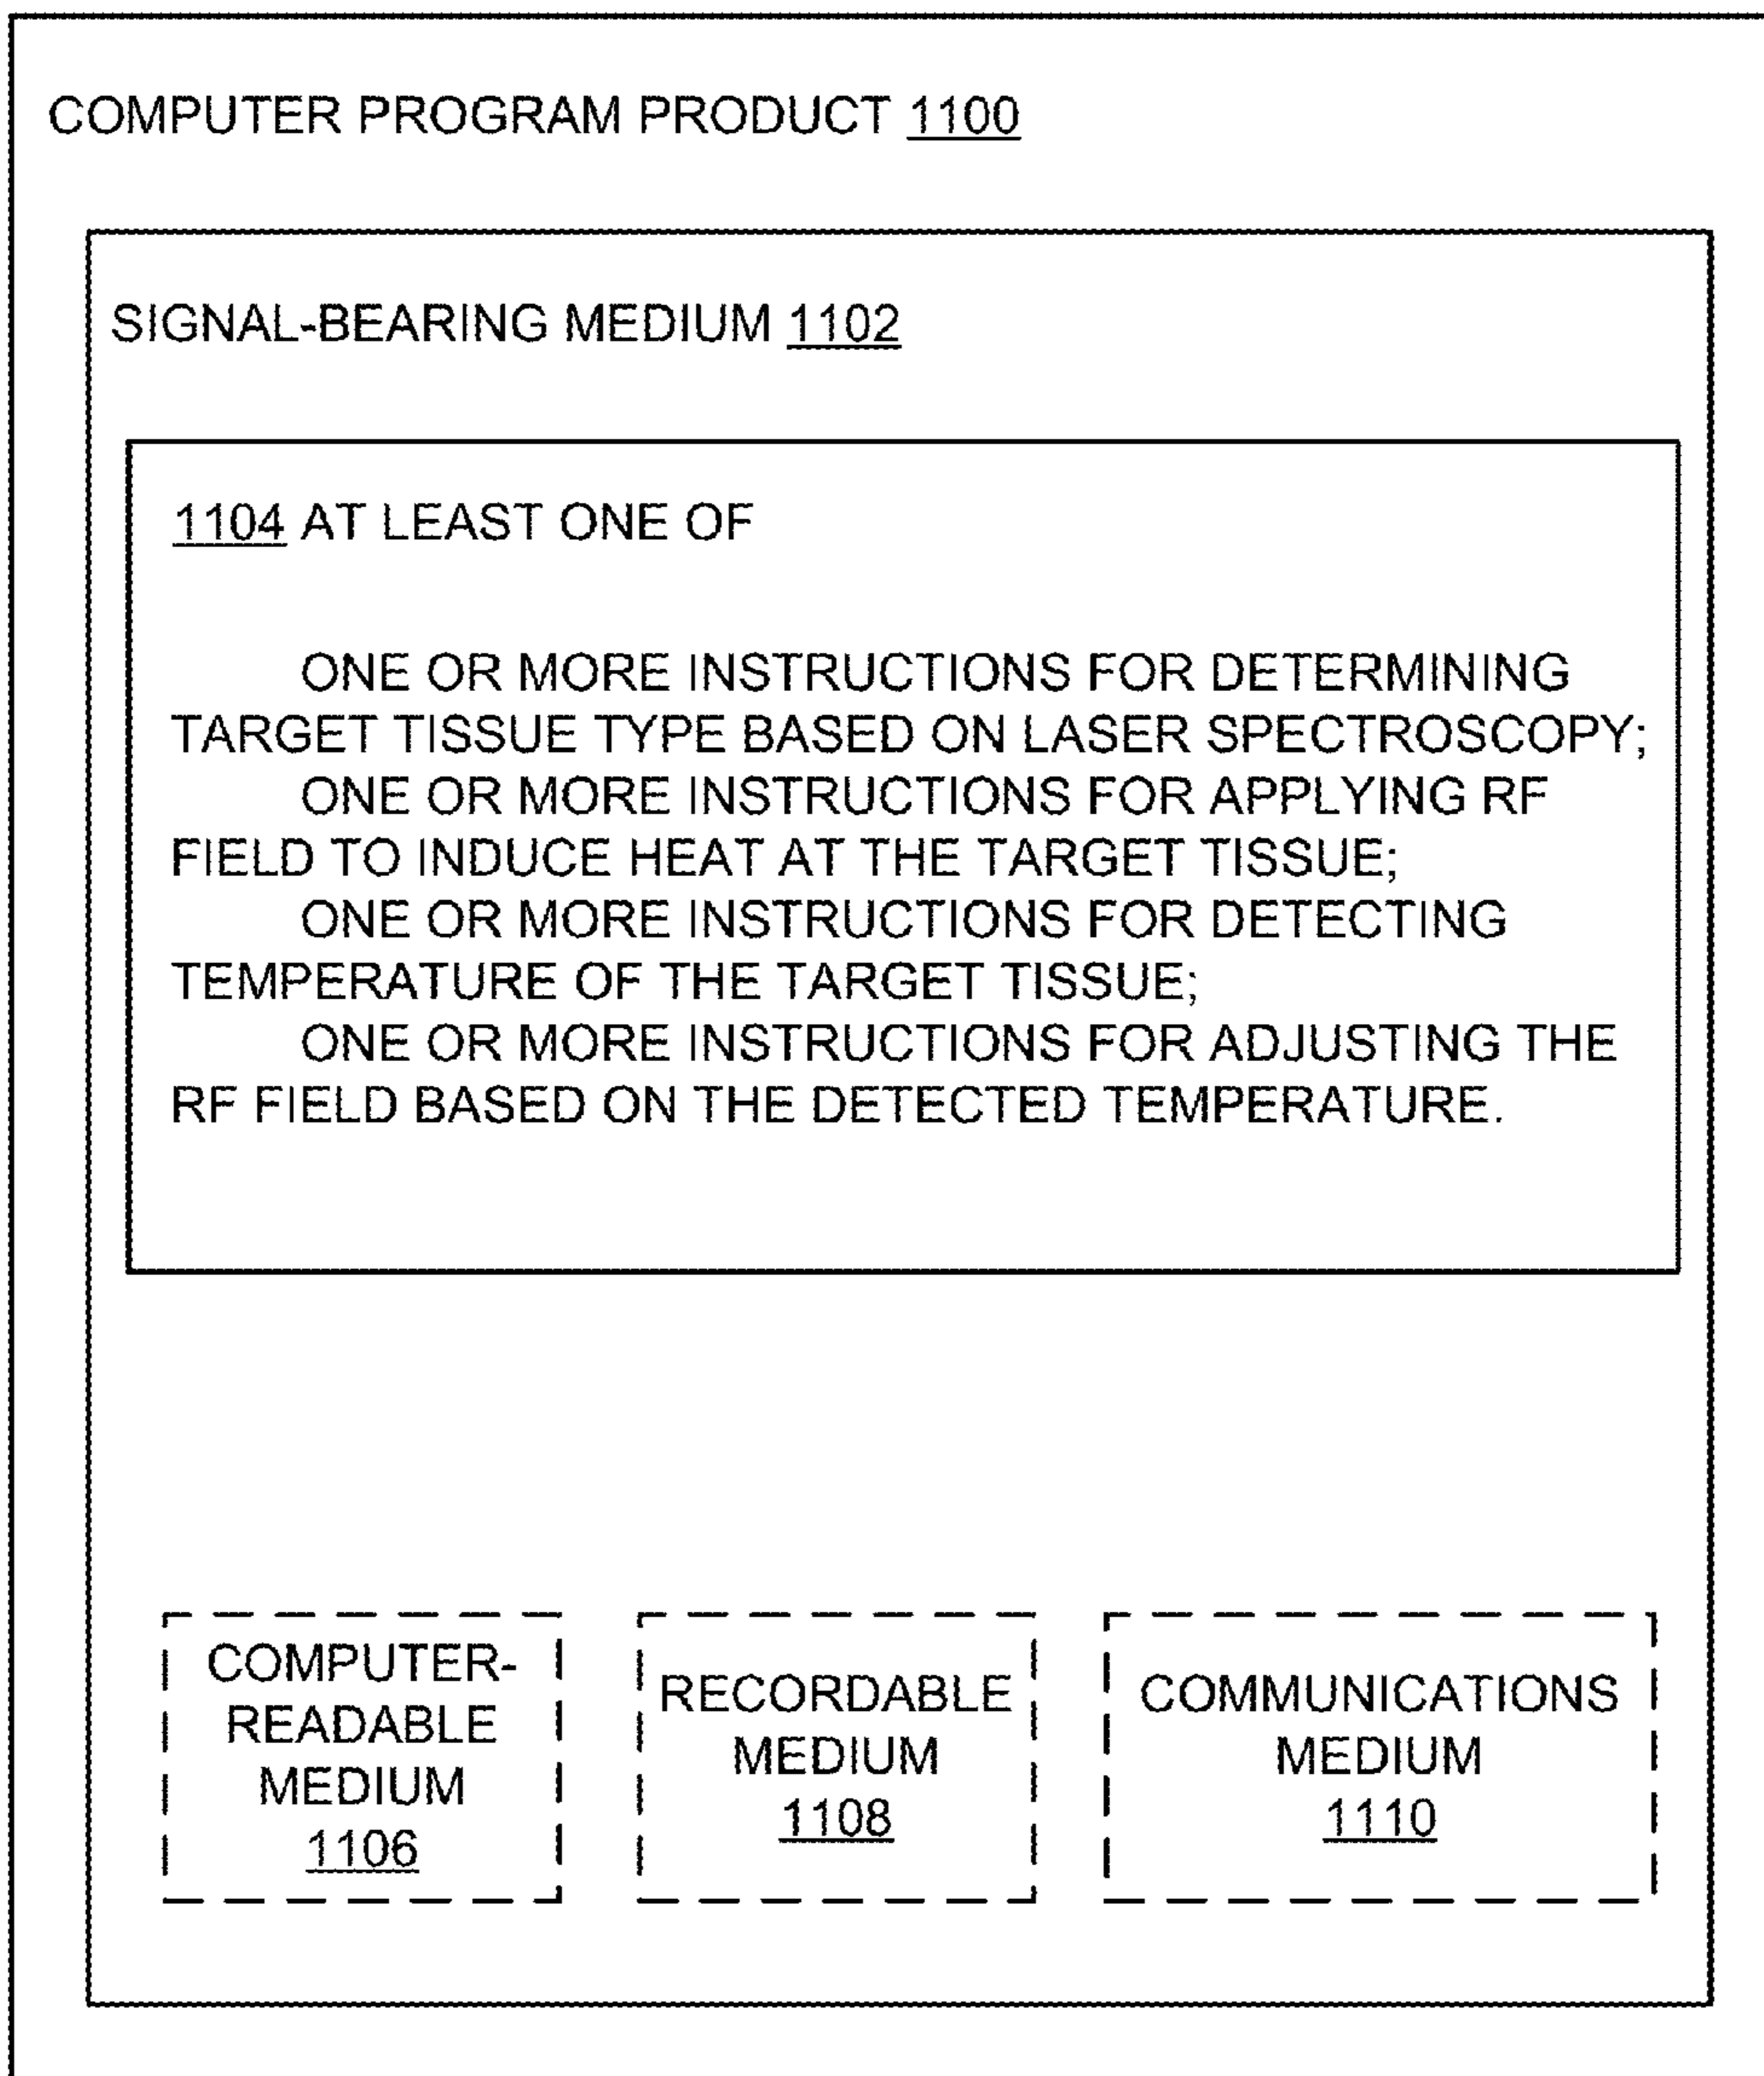 COMPUTER PROGRAM PRODUCT 1100
SIGNAL-BEARING MEDIUM 1102
1104 AT LEAST ONE OF
ONE OR MORE INSTRUCTIONS FOR DETERMINING
TARGET TISSUE TYPE BASED ON LASER SPECTROSCOPY;
ONE OR MORE INSTRUCTIONS FOR APPLYING RF
FIELD TO INDUCE HEAT AT THE TARGET TISSUE;
ONE OR MORE INSTRUCTIONS FOR DETECTING
TEMPERATURE OF THE TARGET TISSUE;
ONE OR MORE INSTRUCTIONS FOR ADJUSTING THE
RF FIELD BASED ON THE DETECTED TEMPERATURE.
COMPUTER-
READABLE
MEDIUM
1106
RECORDABLE
MEDIUM
1108
COMMUNICATIONS
MEDIUM
1110